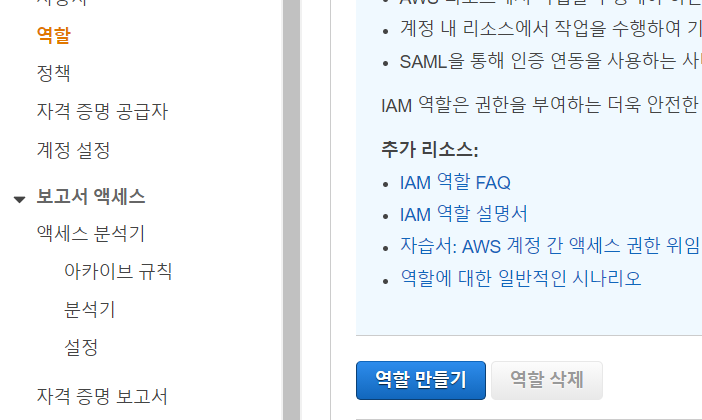 역할
정책
자격 증명 공급자
계정 설정
보고서 액세스
액세스 분석기
아카이브 규칙
분석기
설정
자격 증명 보고서
계정 내 리소스에서 작업을 수행하여 기
SAML을 통해 인증 연동을 사용하는 사
IAM 역할은 권한을 부여하는 더욱 안전한
추가 리소스:
IAM 역할 FAQ
IAM 역할 설명서
자습서: AWS 계정 간 액세스 권한 위임
역할에 대한 일반적인 시나리오
역할 만들기
역할 삭제